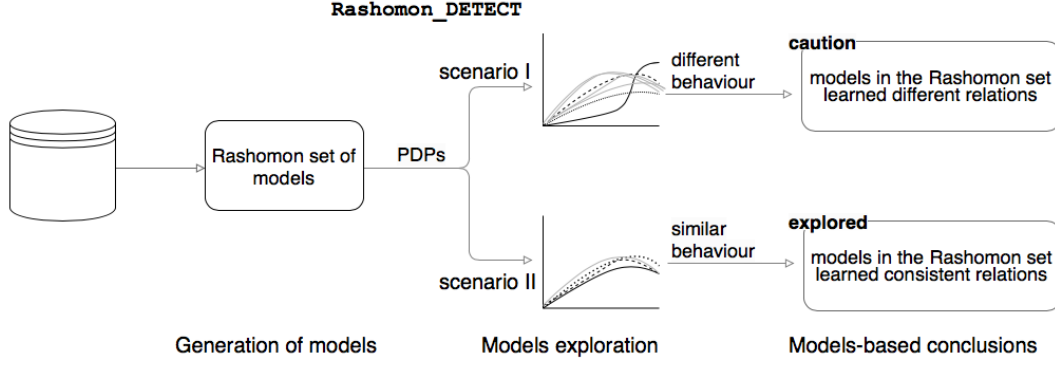 Rashomon_DETECT
scenario I
different
behaviour
caution
models in the Rashomon set
learned different relations
Rashomon set of
models
PDPs
scenario II
similar
behaviour
explored
models in the Rashomon set
learned consistent relations
Generation of models
Models exploration
Models-based conclusions